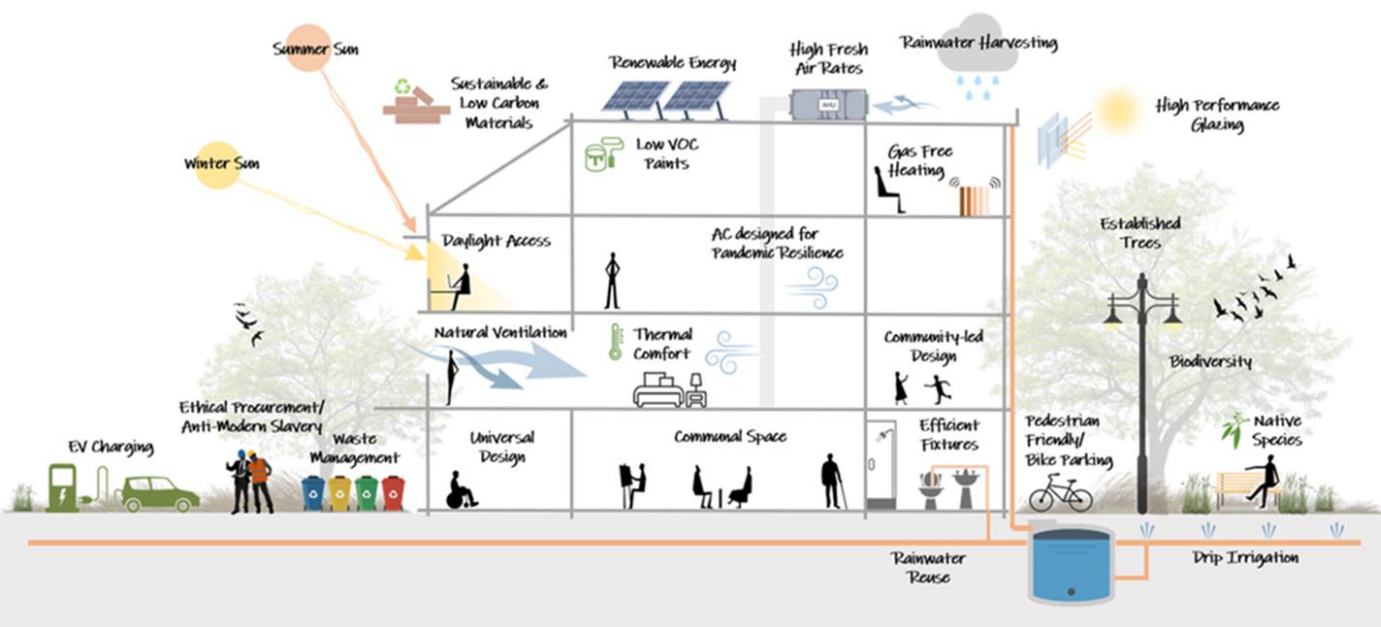 Summer Sun
Sustainable &
Low Carbon
Materials
Renewable Energy
High Fresh
Air Rates
AHU
Rainwater Harvesting
High Performance
Glazing
Winter Sun
Low VOC
Paints
Gas Free
Heating
Daylight Access
AC designed for
Pandemic Resilience
Established
Trees
Natural Ventilation
Thermal
Comfort
Community-led
Design
Biodiversity
Ethical Procurement/
Anti-Modern Slavery
EV Charging
Waste
Management
Universal
Design
Communal Space
Efficient
Fixtures
Pedestrian
Friendly/
Bike Parking
Native
Species
Rainwater
Reuse
Drip Irrigation